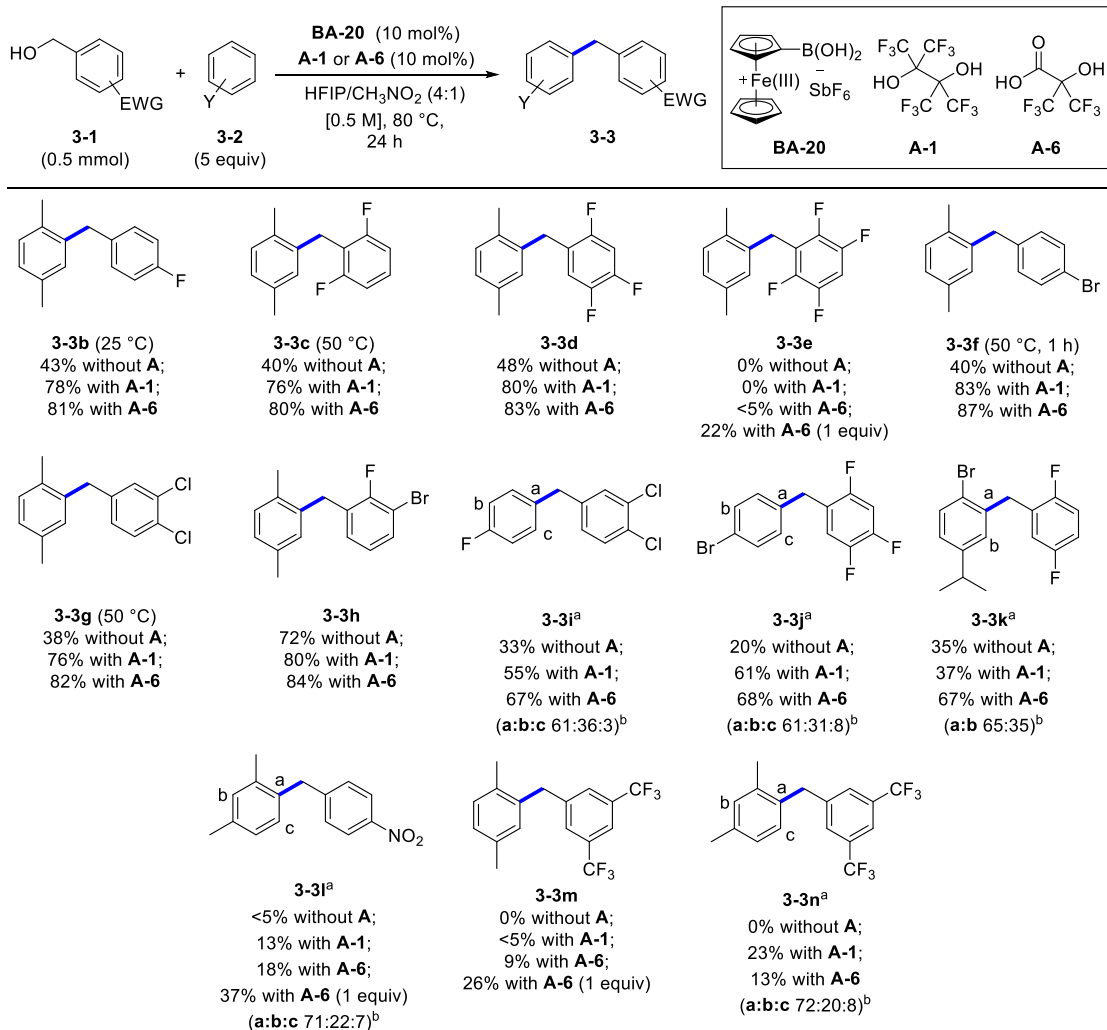 HO
EWG
3-1
(0.5 mmol)
+
Y
3-2
(5 equiv)
BA-20 (10 mol%)
A-1 or A-6 (10 mol%)
HFIP/CH₃NO₂ (4:1)
[0.5 M], 80 °C,
24 h
Y
EWG
3-3
B(OH)₂
+Fe(III)
−
SbF₆
BA-20
F₃C CF₃
HO OH
F₃C CF₃
A-1
O
HO OH
F₃C CF₃
A-6
F
3-3b (25 °C)
43% without A;
78% with A-1;
81% with A-6
F
F
3-3c (50 °C)
40% without A;
76% with A-1;
80% with A-6
F
F
F
3-3d
48% without A;
80% with A-1;
83% with A-6
F
F
F
F
3-3e
0% without A;
0% with A-1;
<5% with A-6;
22% with A-6 (1 equiv)
Br
3-3f (50 °C, 1 h)
40% without A;
83% with A-1;
87% with A-6
Cl
Cl
3-3g (50 °C)
38% without A;
76% with A-1;
82% with A-6
F
Br
3-3h
72% without A;
80% with A-1;
84% with A-6
a
b
c
F
Cl
Cl
3-3iᵃ
33% without A;
55% with A-1;
67% with A-6
(a:b:c 61:36:3)ᵇ
a
b
c
Br
F
F
F
3-3jᵃ
20% without A;
61% with A-1;
68% with A-6
(a:b:c 61:31:8)ᵇ
Br
a
b
F
F
3-3kᵃ
35% without A;
37% with A-1;
67% with A-6
(a:b 65:35)ᵇ
a
b
c
NO₂
3-3lᵃ
<5% without A;
13% with A-1;
18% with A-6;
37% with A-6 (1 equiv)
(a:b:c 71:22:7)ᵇ
CF₃
CF₃
3-3m
0% without A;
<5% with A-1;
9% with A-6;
26% with A-6 (1 equiv)
a
b
c
CF₃
CF₃
3-3nᵃ
0% without A;
23% with A-1;
13% with A-6
(a:b:c 72:20:8)ᵇ